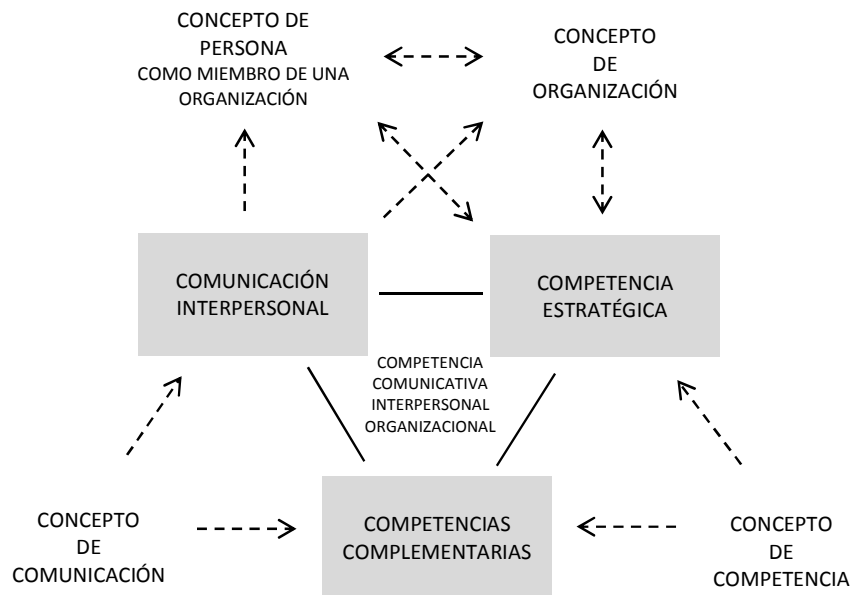 CONCEPTO DE
PERSONA
COMO MIEMBRO DE UNA
ORGANIZACIÓN
CONCEPTO
DE
ORGANIZACIÓN
COMUNICACIÓN
INTERPERSONAL
COMPETENCIA
ESTRATÉGICA
COMPETENCIA
COMUNICATIVA
INTERPERSONAL
ORGANIZACIONAL
CONCEPTO
DE
COMUNICACIÓN
COMPETENCIAS
COMPLEMENTARIAS
CONCEPTO
DE
COMPETENCIA